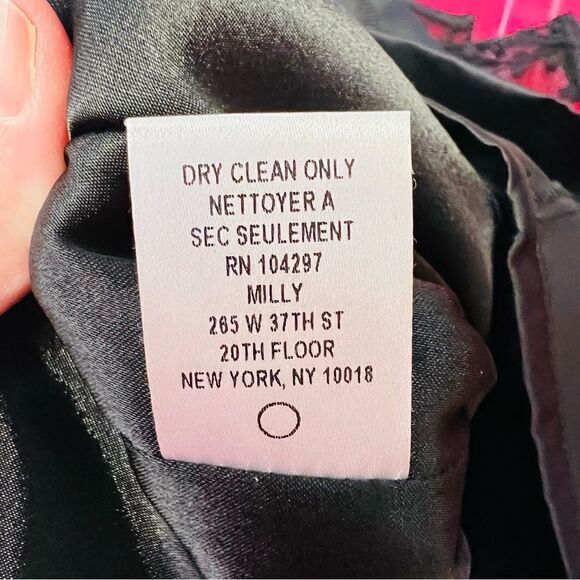 DRY CLEAN ONLY
NETTOYER A
SEC SEULEMENT
RN 104297
MILLY
265 W 37TH ST
20TH FLOOR
NEW YORK, NY 10018